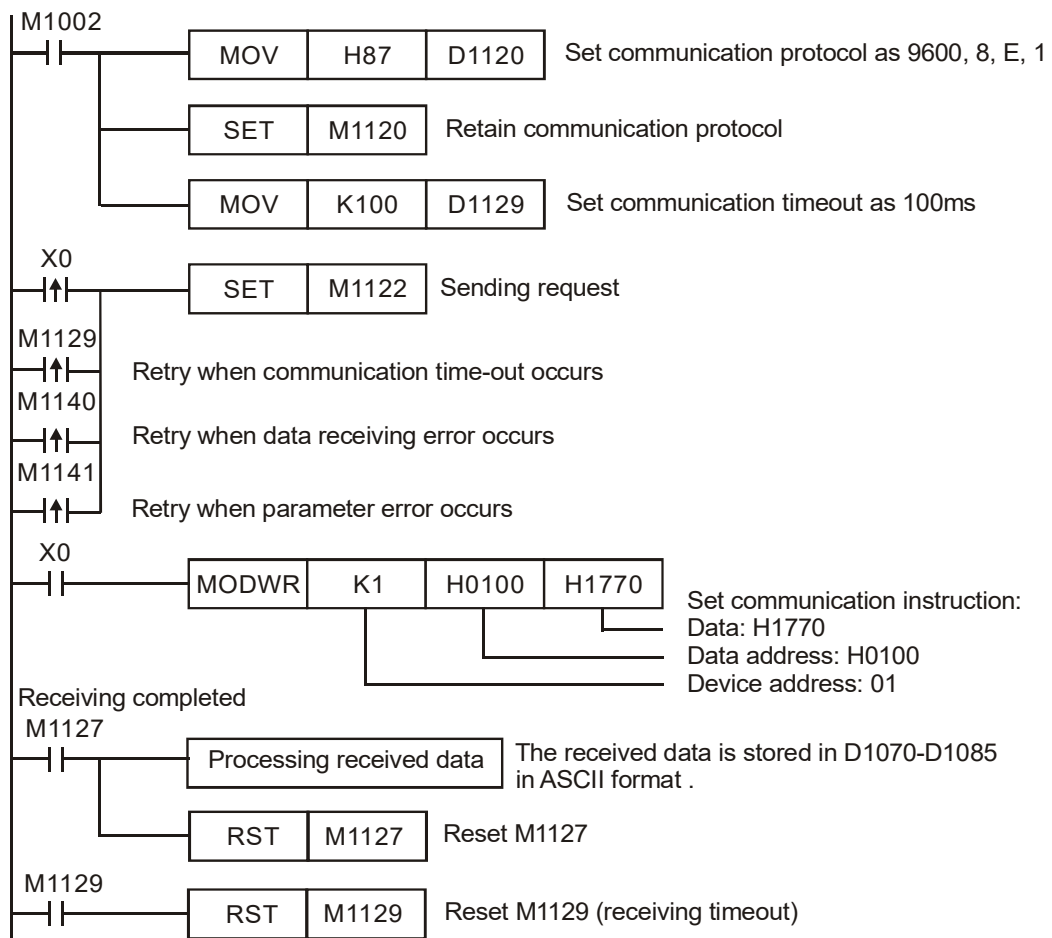 M1002
MOV H87 D1120 Set communication protocol as 9600, 8, E, 1
SET M1120 Retain communication protocol
MOV K100 D1129 Set communication timeout as 100ms
X0
SET M1122 Sending request
M1129
Retry when communication time-out occurs
M1140
Retry when data receiving error occurs
M1141
Retry when parameter error occurs
X0
MODWR K1 H0100 H1770
Set communication instruction:
Data: H1770
Data address: H0100
Device address: 01
Receiving completed
M1127
Processing received data
The received data is stored in D1070-D1085
in ASCII format .
RST M1127 Reset M1127
M1129
RST M1129 Reset M1129 (receiving timeout)